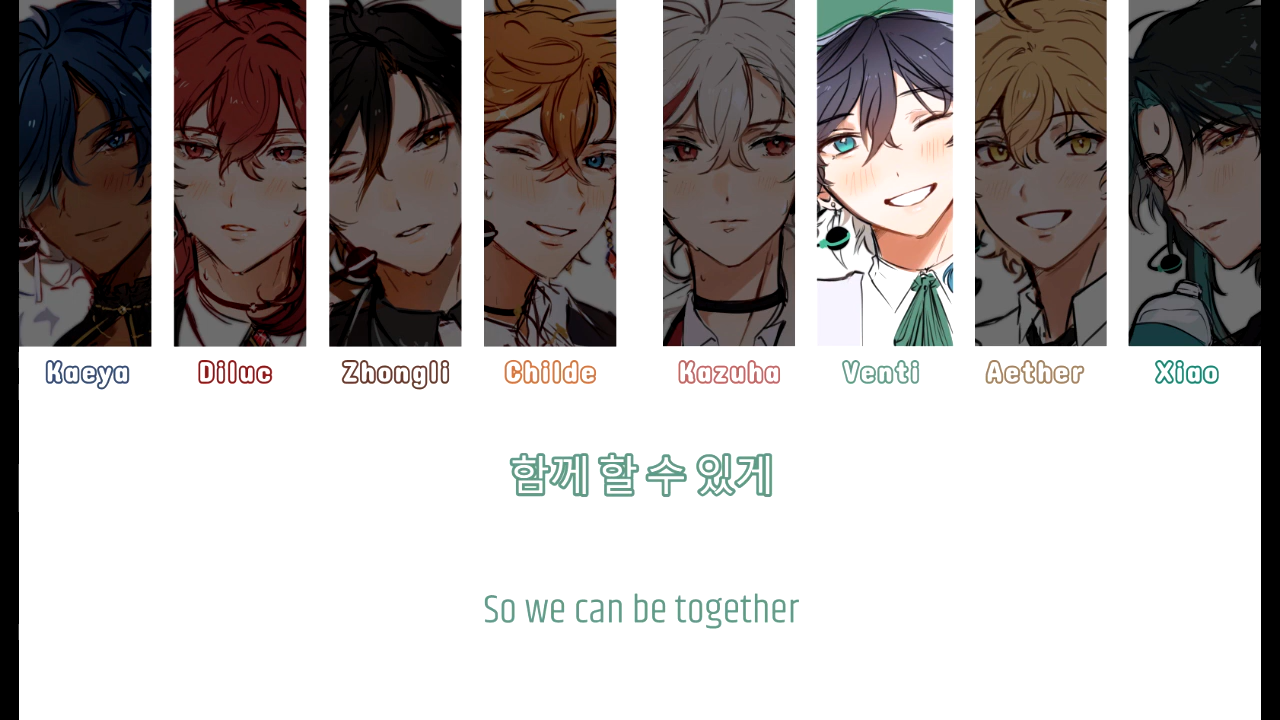 Kaeya Diluc Zhongli Childe Kazuha Venti Aether Xiao
함께 할 수 있게
So we can be together